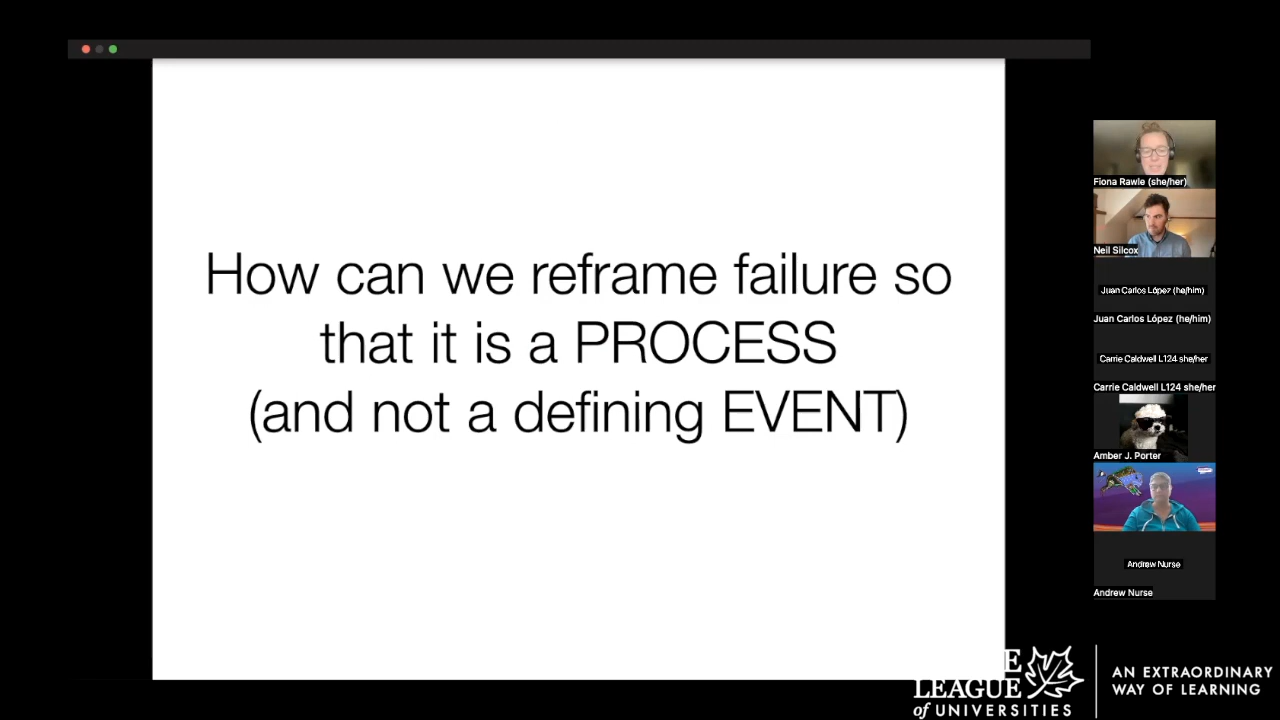 How can we reframe failure so
that it is a PROCESS
(and not a defining EVENT)
Fiona Rawle (she/her)
Neil Silcox
Juan Carlos López (he/him)
Juan Carlos López (he/him)
Carrie Caldwell L124 she/her
Carrie Caldwell L124 she/her
Amber J. Porter
Andrew Nurse
Andrew Nurse
LEAGUE
of UNIVERSITIES
AN EXTRAORDINARY
WAY OF LEARNING